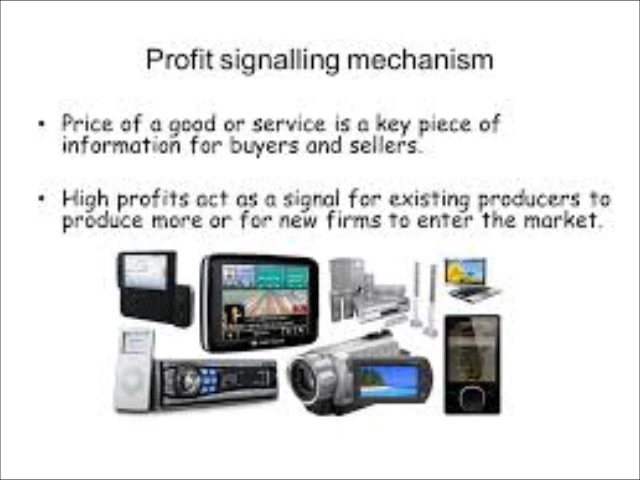 Profit signalling mechanism
• Price of a good or service is a key piece of
information for buyers and sellers.
• High profits act as a signal for existing producers to
produce more or for new firms to enter the market.